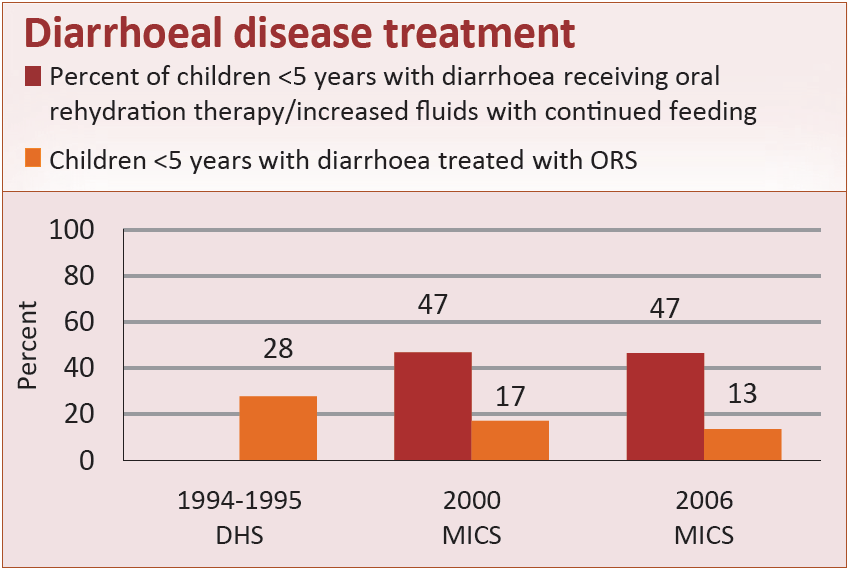 Diarrhoeal disease treatment
Percent of children <5 years with diarrhoea receiving oral
rehydration therapy/increased fluids with continued feeding
Children <5 years with diarrhoea treated with ORS
Percent
100
80
60
40
20
0
28
47
17
47
13
1994-1995
DHS
2000
MICS
2006
MICS